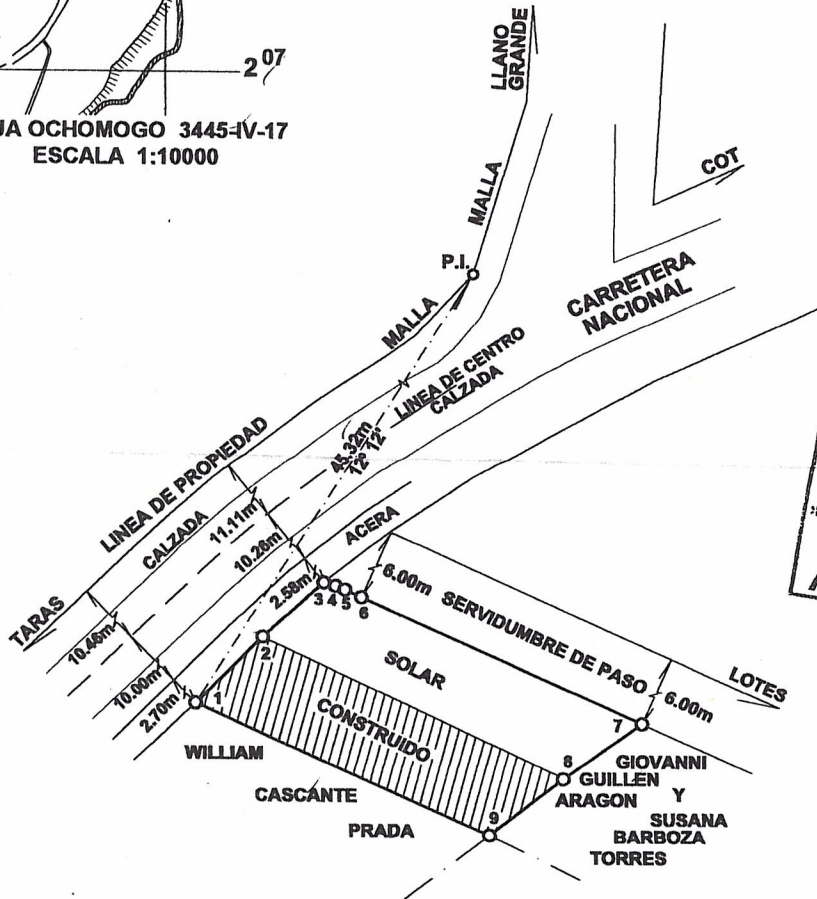 2 07
JA OCHOMOGO 3445-IV-17
ESCALA 1:10000
LLANO
GRANDE
MALLA
COT
P.I.
MALLA
CARRETERA
NACIONAL
LINEA DE CENTRO
CALZADA
45.32m
12° 12'
LINEA DE PROPIEDAD
CALZADA
11.11m
10.26m
2.58m
ACERA
TARAS
10.46m
10.00m
2.70m
3
4
5
6
6.00m
SERVIDUMBRE DE PASO
LOTES
6.00m
2
SOLAR
1
CONSTRUIDO
7
8
9
WILLIAM
CASCANTE
PRADA
GIOVANNI
GUILLEN
ARAGON Y
SUSANA
BARBOZA
TORRES